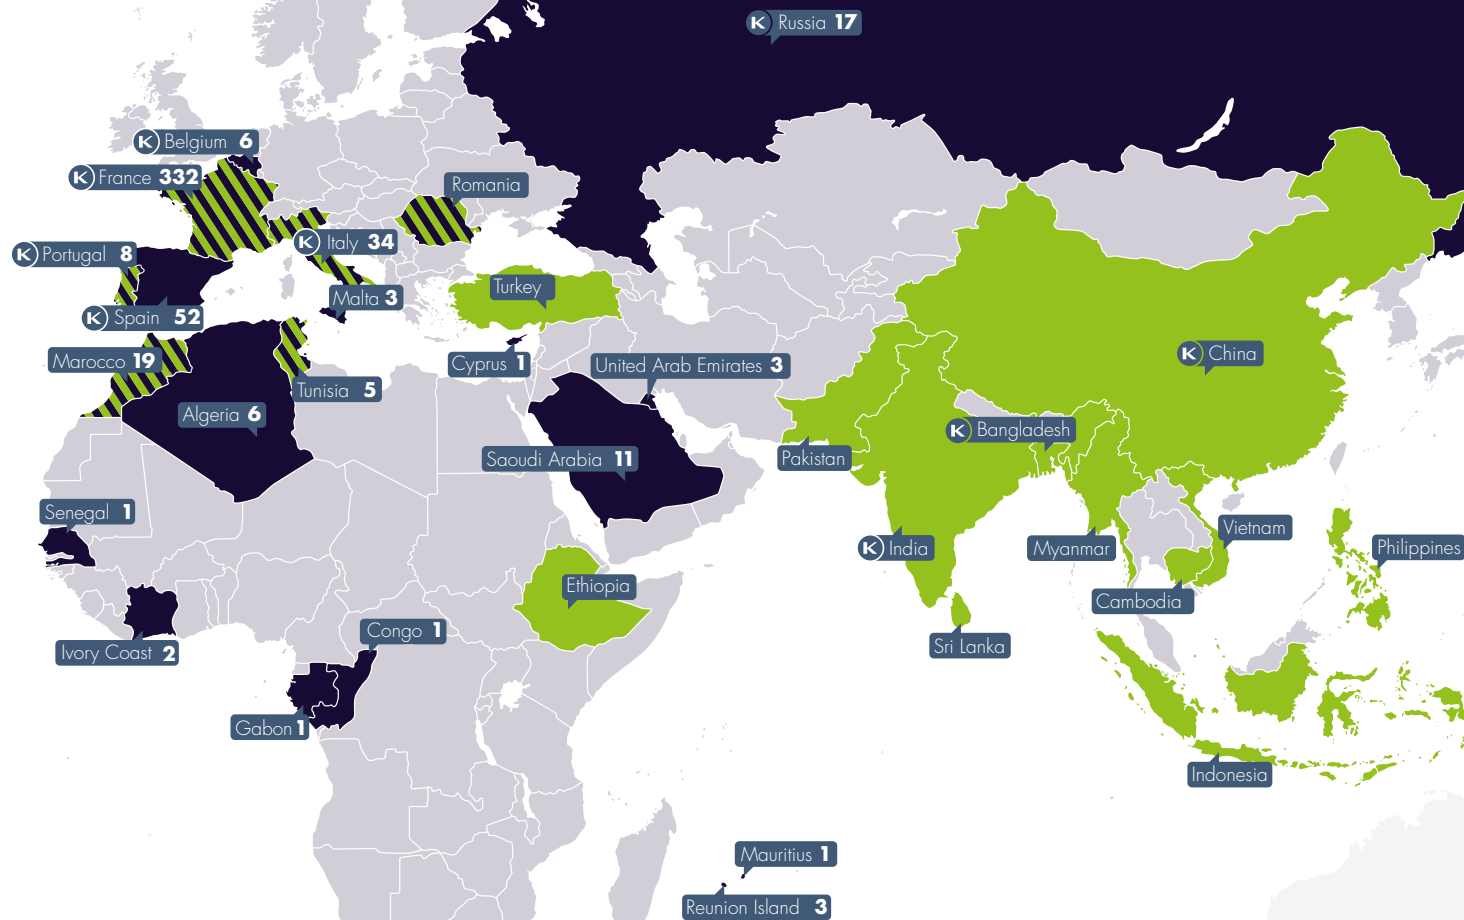 K Russia 17
K Belgium 6
K France 332
Romania
K Italy 34
K Portugal 8
Turkey
Malta 3
K Spain 52
K China
Marocco 19
Cyprus 1
United Arab Emirates 3
Tunisia 5
Algeria 6
K Bangladesh
Saoudi Arabia 11
Pakistan
Senegal 1
Vietnam
K India
Myanmar
Philippines
Ethiopia
Cambodia
Congo 1
Sri Lanka
Ivory Coast 2
Gabon 1
Indonesia
Mauritius 1
Reunion Island 3